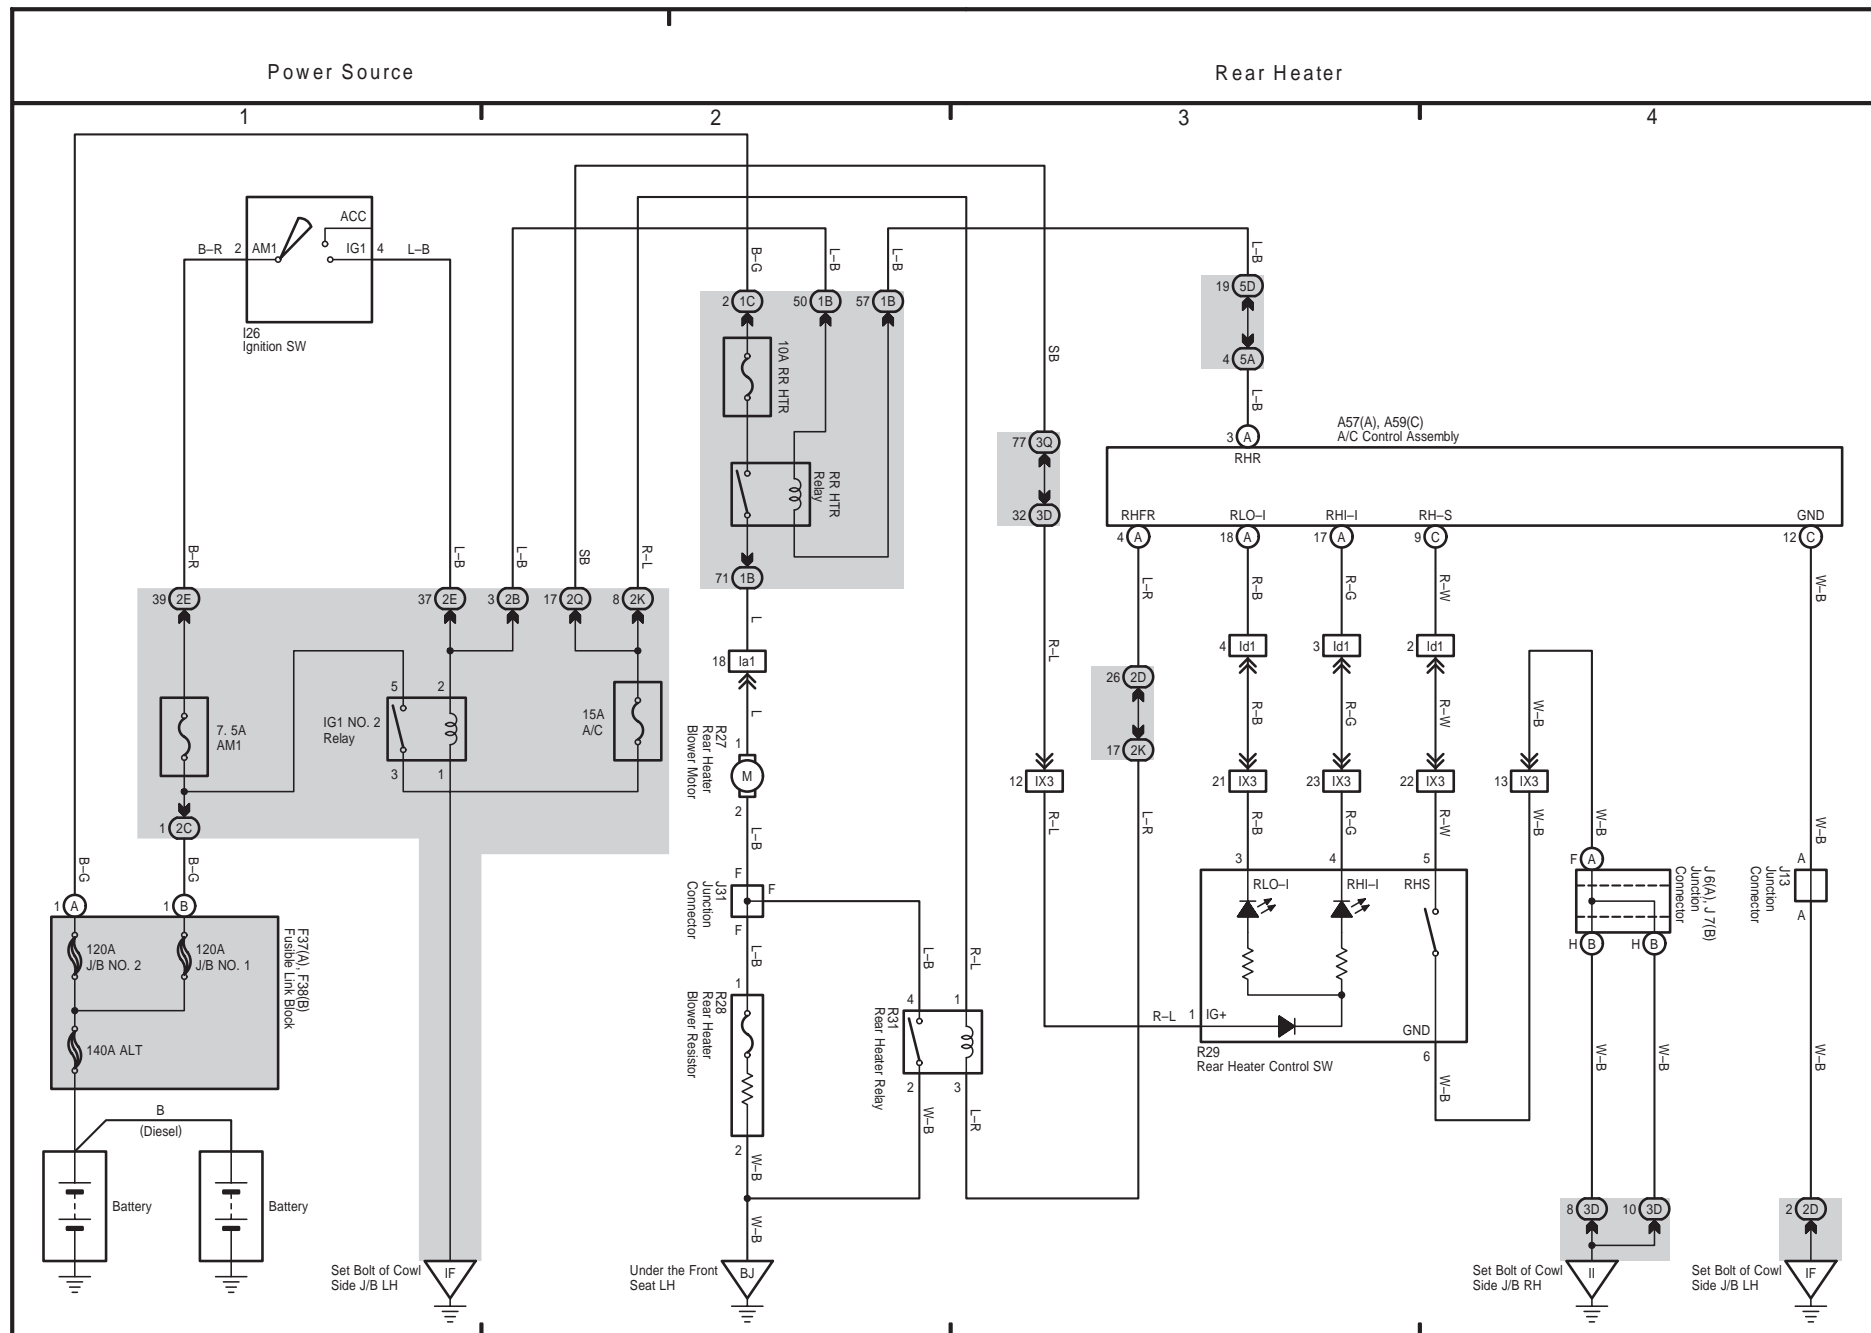 Power Source
Rear Heater
1
2
3
4
ACC
B–R 2 AM1
IG1 4 L–B
I26
Ignition SW
B–G
L–B
L–B
L–B
2 1C
50 1B
57 1B
19 5D
4 5A
L–B
10A RR HTR
RR HTR
Relay
71 1B
SB
77 3Q
32 3D
A57(A), A59(C)
A/C Control Assembly
3 A
RHR
RHFR
RLO–I
RHI–I
RH–S
GND
4 A
18 A
17 A
9 C
12 C
B–R
L–B
L–B
SB
R–L
L
L–R
R–B
R–G
R–W
W–B
39 2E
37 2E
3 2B
17 2Q
8 2K
18 Ia1
R–L
4 Id1
3 Id1
2 Id1
26 2D
17 2K
5
2
7. 5A
AM1
IG1 NO. 2
Relay
15A
A/C
3
1
L
R27
Rear Heater
Blower Motor
1
M
2
R–B
R–G
R–W
W–B
12 IX3
21 IX3
23 IX3
22 IX3
13 IX3
1 2C
B–G
B–G
L–B
R–L
L–R
R–B
R–G
R–W
W–B
W–B
W–B
1 A
1 B
120A
J/B NO. 2
120A
J/B NO. 1
140A ALT
F37(A), F38(B)
Fusible Link Block
J31
Junction
Connector
F
F
F
L–B
L–B
R–L
3
4
5
RLO–I
RHI–I
RHS
F A
J 6(A), J 7(B)
Junction
Connector
H B
H B
J13
Junction
Connector
A
A
1
R28
Rear Heater
Blower Resistor
2
4
1
R31
Rear Heater Relay
2
3
R–L 1 IG+
GND
6
R29
Rear Heater Control SW
W–B
W–B
W–B
W–B
B
(Diesel)
Battery
Battery
W–B
W–B
L–R
W–B
8 3D
10 3D
2 2D
Set Bolt of Cowl
Side J/B LH
IF
Under the Front
Seat LH
BJ
Set Bolt of Cowl
Side J/B RH
II
Set Bolt of Cowl
Side J/B LH
IF